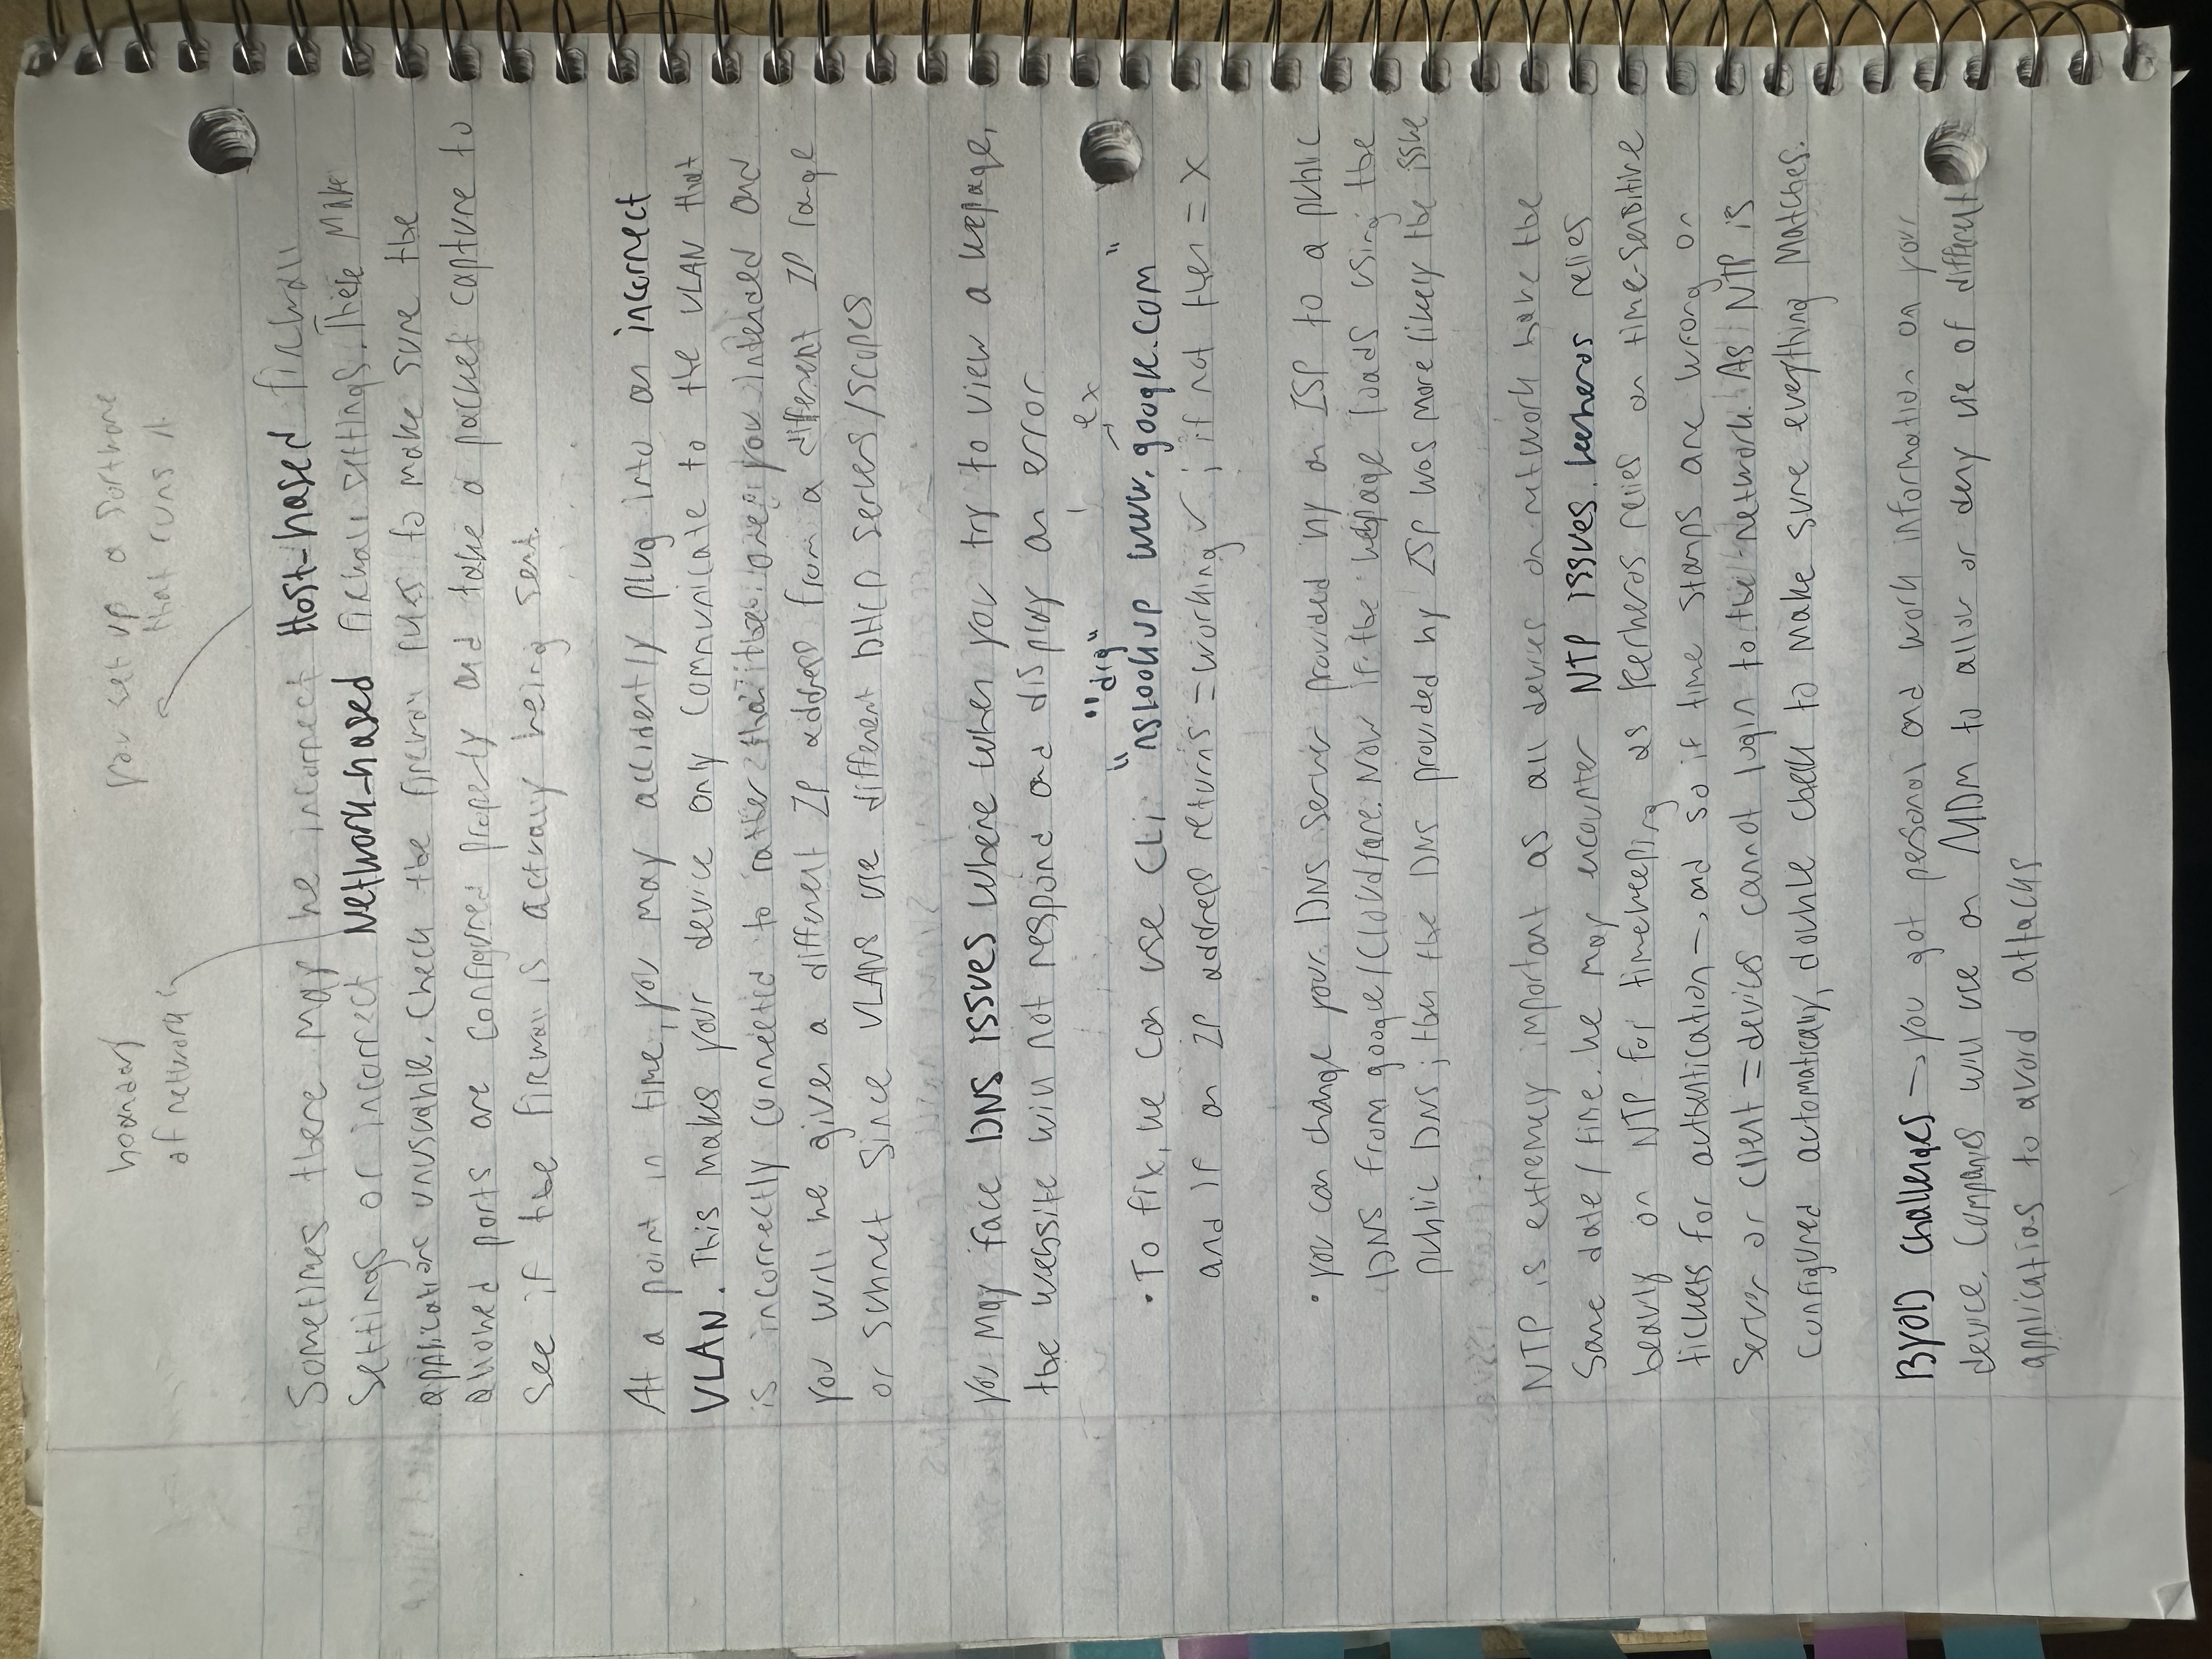 boundary
of network
you set up a software
that runs it
Sometimes there may be incorrect Host-based firewall
Settings or incorrect Network-based firewall settings. These Make
applications unusuable. Check the firewall rules to make sure the
allowed ports are configured properly and take a packet capture to
see if the firewall is actually being sent.
At a point in time, you may accidently plug into an incorrect
VLAN. This makes your device only communicate to the VLAN that
is incorrectly connected to rather than the one you intended and
you will be given a different IP address from a different IP range
or subnet since VLANs use different DHCP servers/scopes
you may face DNS issues where when you try to view a wepage,
the website will not respond and display an error
""dig"
ex
• To fix, we can use CLI "nslookup www.google.com"
and if an IP address returns = working ✓ ; if not then = X
• you can change your DNS server provided by an ISP to a public
DNS from google/Cloudfare. Now if the webpage loads using the
public DNS; then the DNS provided by ISP was more likely the issue
NTP is extremely important as all devices on network have the
same date/time. We may encounter NTP issues. Kerberos relies
heavily on NTP for timekeeping as Kerberos relies on time-sensitive
tickets for authentication → and so if time stamps are wrong on
server or client = devices cannot login to the network. As NTP is
configured automatically, double check to make sure everything matches.
BYOD challenges → you got personal and work information on your
device. Companies will use an MDM to allow or deny use of different
applications to avoid attacks